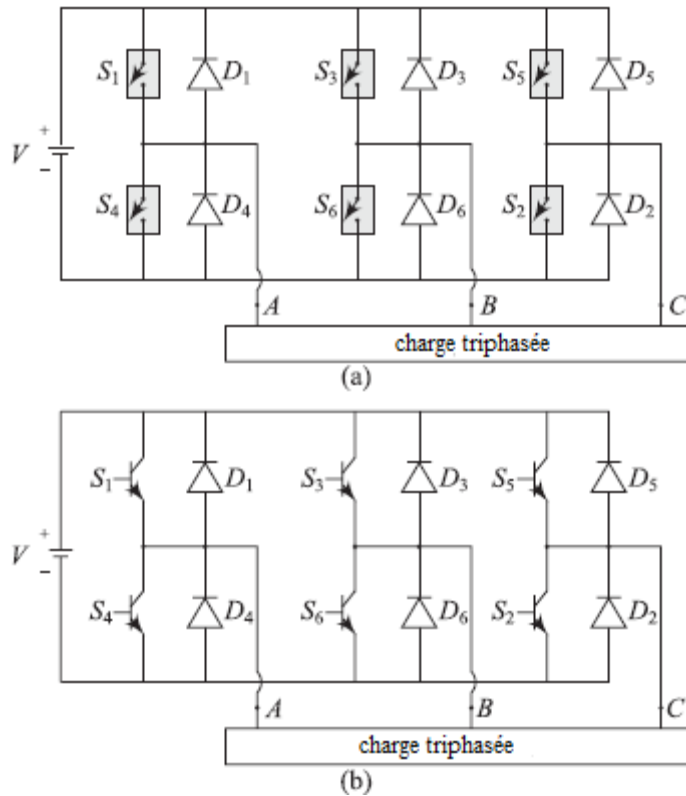 S1 D1 S3 D3 S5 D5
V + −
S4 D4 S6 D6 S2 D2
A B C
charge triphasée
(a)
S1 D1 S3 D3 S5 D5
V + −
S4 D4 S6 D6 S2 D2
A B C
charge triphasée
(b)